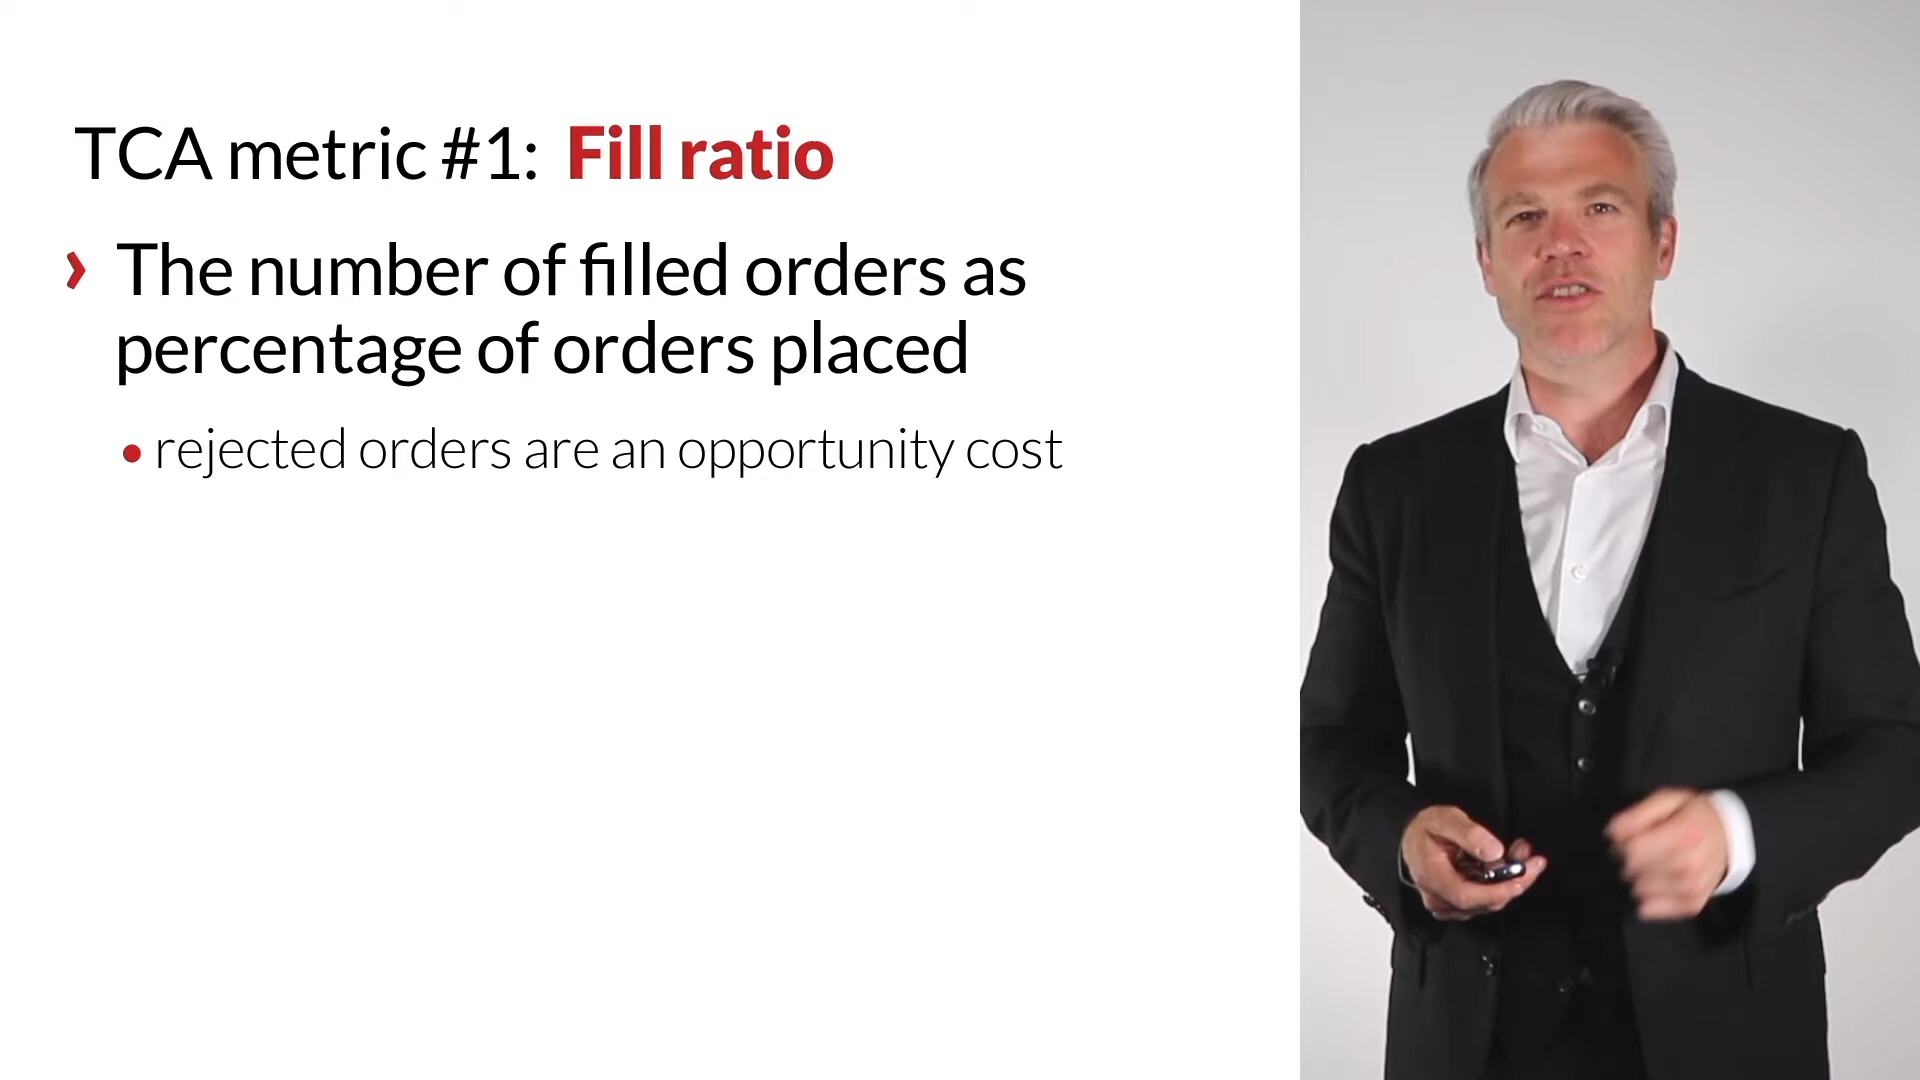 TCA metric #1: Fill ratio
› The number of filled orders as
percentage of orders placed
• rejected orders are an opportunity cost